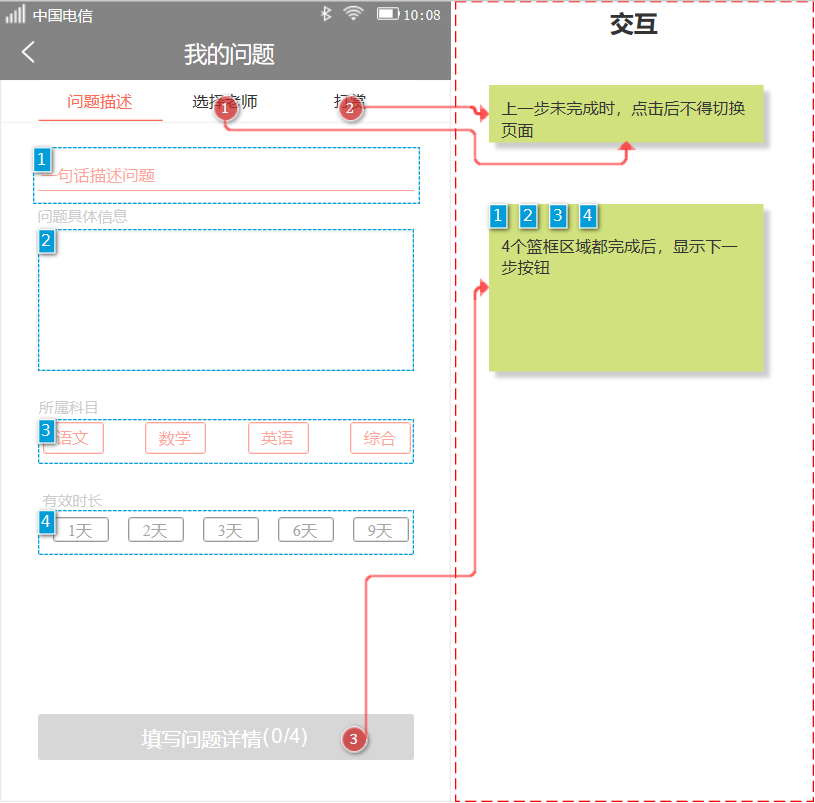 中国电信
10:08
我的问题
问题描述
选择老师
1
打赏
2
1
一句话描述问题
问题具体信息
2
所属科目
3
语文
数学
英语
综合
有效时长
4
1天
2天
3天
6天
9天
填写问题详情(0/4)
3
交互
上一步未完成时，点击后不得切换
页面
1 2 3 4
4个篮框区域都完成后，显示下一
步按钮